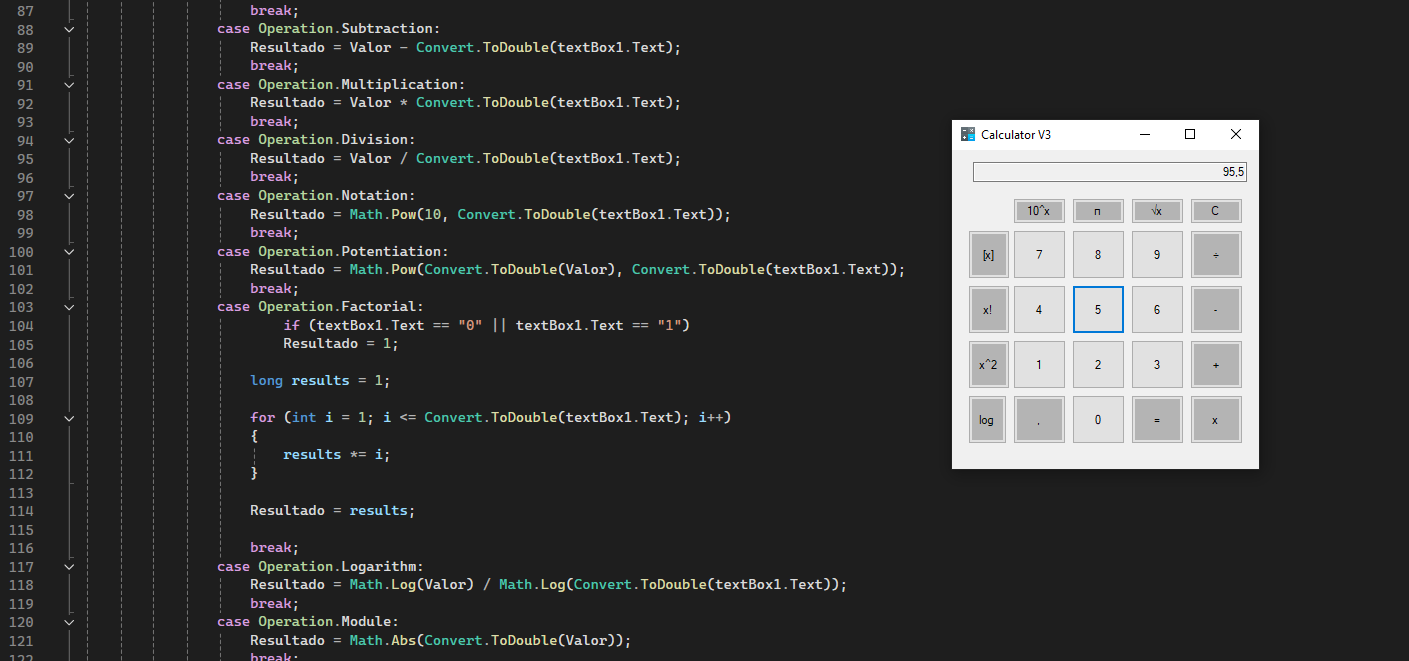 87 break;
88 case Operation.Subtraction:
89 Resultado = Valor - Convert.ToDouble(textBox1.Text);
90 break;
91 case Operation.Multiplication:
92 Resultado = Valor * Convert.ToDouble(textBox1.Text);
93 break;
94 case Operation.Division:
95 Resultado = Valor / Convert.ToDouble(textBox1.Text);
96 break;
97 case Operation.Notation:
98 Resultado = Math.Pow(10, Convert.ToDouble(textBox1.Text));
99 break;
100 case Operation.Potentiation:
101 Resultado = Math.Pow(Convert.ToDouble(Valor), Convert.ToDouble(textBox1.Text));
102 break;
103 case Operation.Factorial:
104 if (textBox1.Text == "0" || textBox1.Text == "1")
105 Resultado = 1;
106
107 long results = 1;
108
109 for (int i = 1; i <= Convert.ToDouble(textBox1.Text); i++)
110 {
111 results *= i;
112 }
113
114 Resultado = results;
115
116 break;
117 case Operation.Logarithm:
118 Resultado = Math.Log(Valor) / Math.Log(Convert.ToDouble(textBox1.Text));
119 break;
120 case Operation.Module:
121 Resultado = Math.Abs(Convert.ToDouble(Valor));
122 break;
Calculator V3
95,5
10^x π √x C
[x] 7 8 9 ÷
x! 4 5 6 -
x^2 1 2 3 +
log , 0 = x